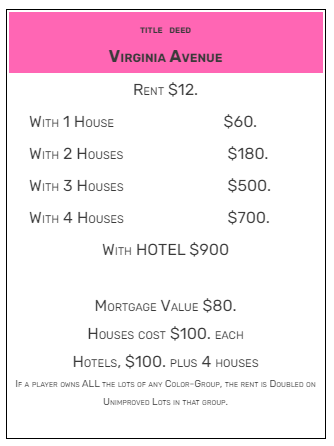 TITLE DEED
VIRGINIA AVENUE
RENT $12.
WITH 1 HOUSE $60.
WITH 2 HOUSES $180.
WITH 3 HOUSES $500.
WITH 4 HOUSES $700.
WITH HOTEL $900
MORTGAGE VALUE $80.
HOUSES COST $100. EACH
HOTELS, $100. PLUS 4 HOUSES
IF A PLAYER OWNS ALL THE LOTS OF ANY COLOR-GROUP, THE RENT IS DOUBLED ON
UNIMPROVED LOTS IN THAT GROUP.